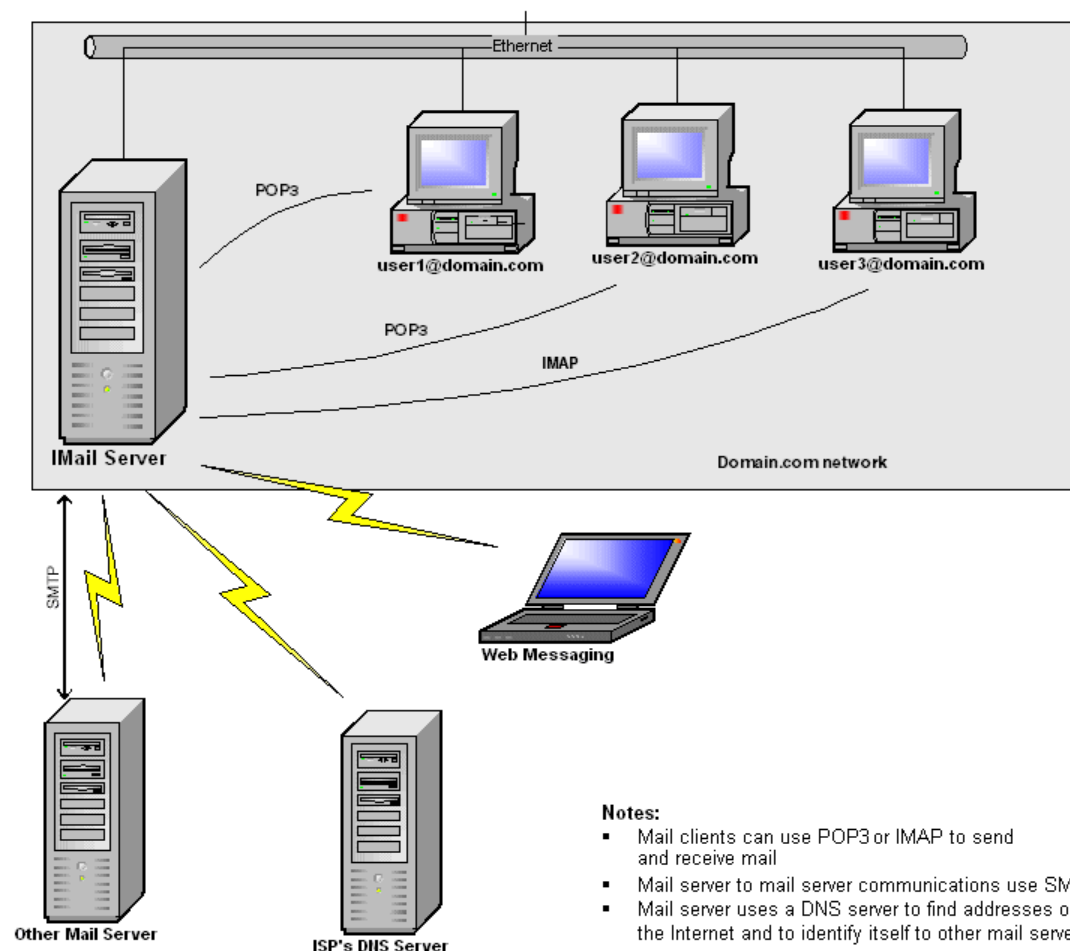 Ethernet
POP3
user1@domain.com
user2@domain.com
user3@domain.com
POP3
IMAP
IMail Server
Domain.com network
SMTP
Web Messaging
Other Mail Server
ISP's DNS Server
Notes:
▪ Mail clients can use POP3 or IMAP to send
and receive mail
▪ Mail server to mail server communications use
▪ Mail server uses a DNS server to find addresses
the Internet and to identify itself to other mail